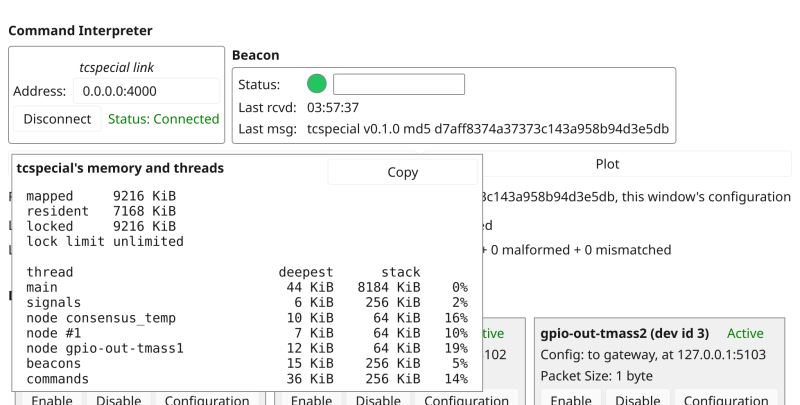 Command Interpreter
tcspecial link
Address: 0.0.0.0:4000
Disconnect Status: Connected
Beacon
Status:
Last rcvd: 03:57:37
Last msg: tcspecial v0.1.0 md5 d7aff8374a37373c143a958b94d3e5db
tcspecial's memory and threads
Copy
mapped 9216 KiB
resident 7168 KiB
locked 9216 KiB
lock limit unlimited
thread deepest stack
main 44 KiB 8184 KiB 0%
signals 6 KiB 256 KiB 2%
node consensus_temp 10 KiB 64 KiB 16%
node #1 7 KiB 64 KiB 10%
node gpio-out-tmass1 12 KiB 64 KiB 19%
beacons 15 KiB 256 KiB 5%
commands 36 KiB 256 KiB 14%
Plot
3c143a958b94d3e5db, this window's configuration
ed
+ 0 malformed + 0 mismatched
tive
102
gpio-out-tmass2 (dev id 3) Active
Config: to gateway, at 127.0.0.1:5103
Packet Size: 1 byte
Enable Disable Configuration
Enable Disable Configuration
Enable Disable Configuration